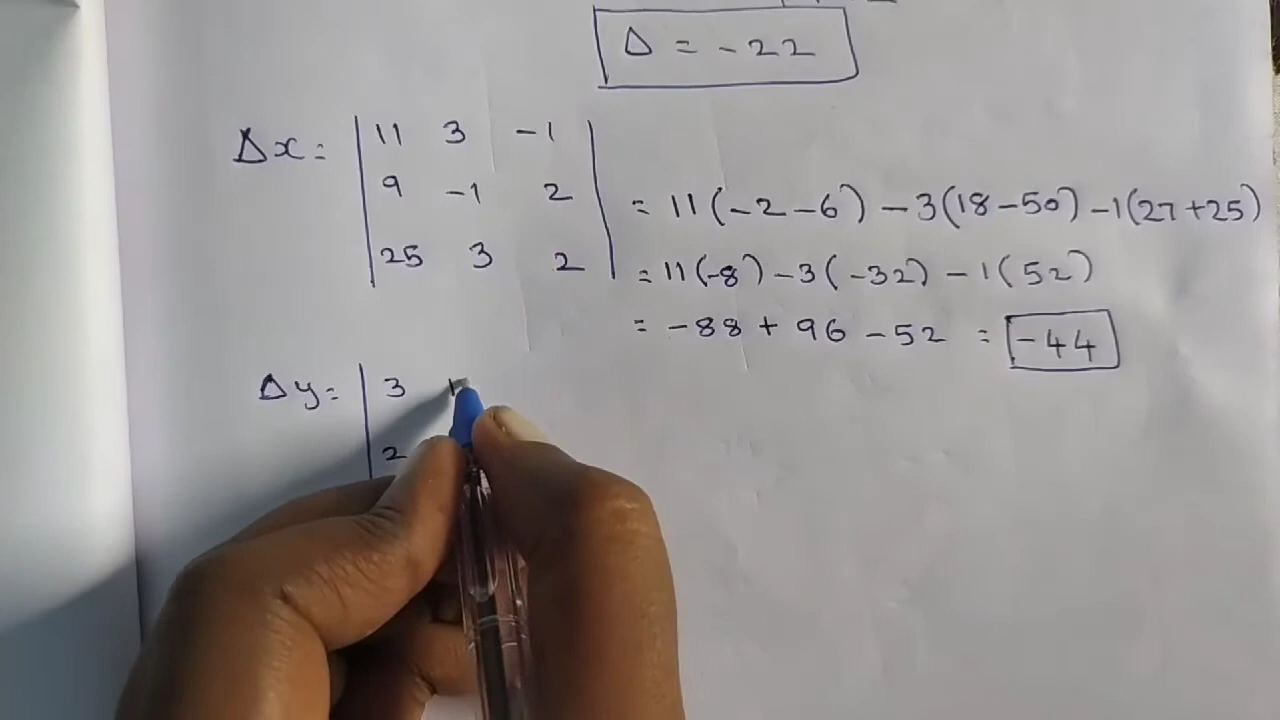 Δ = -22
Δx = | 11 3 -1 |
| 9 -1 2 | = 11(-2-6) -3(18-50) -1(27+25)
| 25 3 2 | = 11(-8) -3(-32) -1(52)
= -88 + 96 -52 = -44
Δy = | 3
| 2